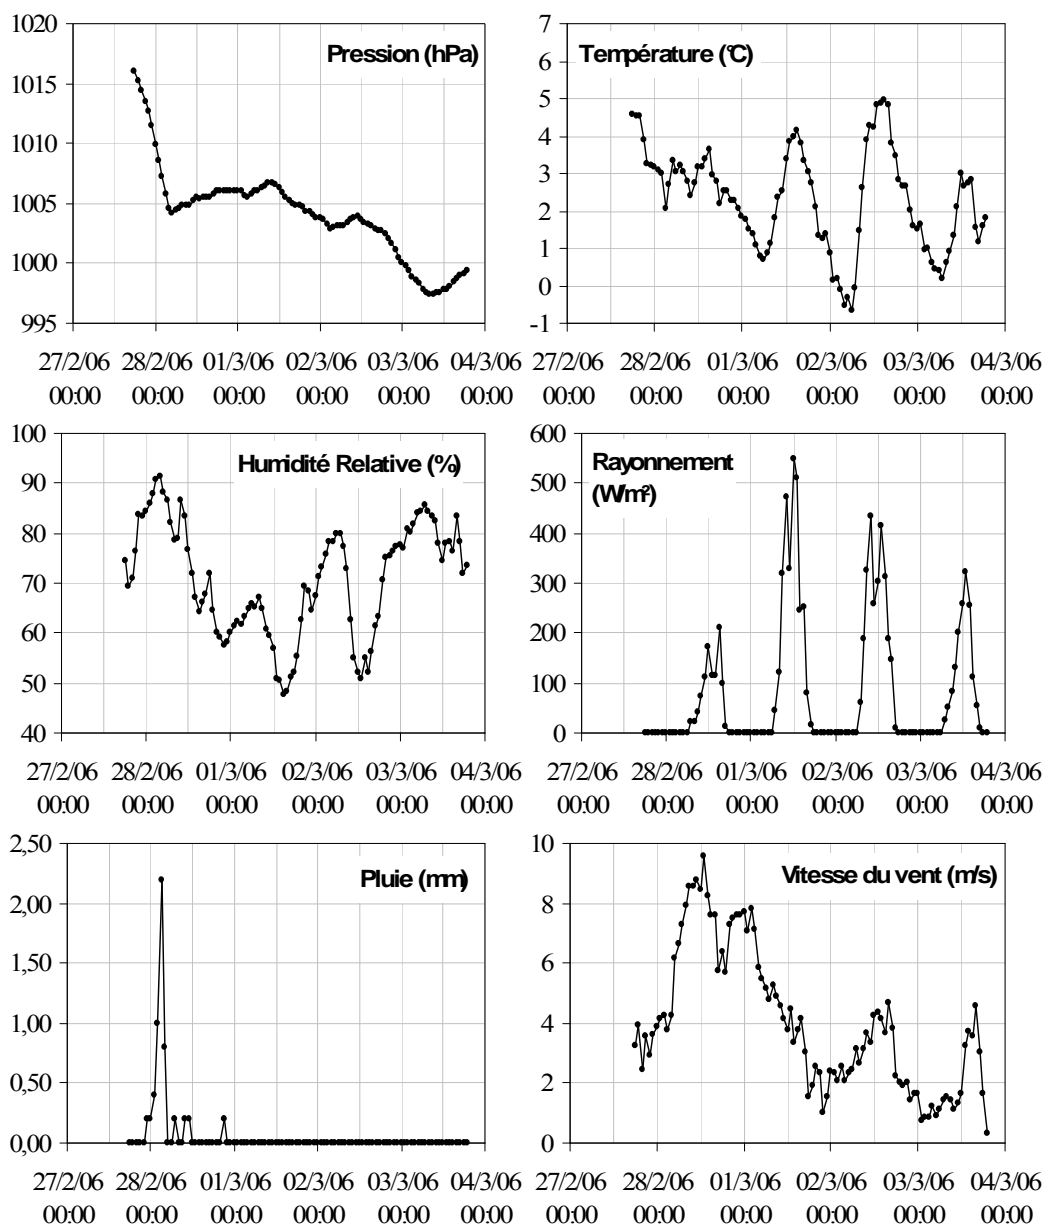 Pression (hPa)
1020
1015
1010
1005
1000
995
27/2/06 28/2/06 01/3/06 02/3/06 03/3/06 04/3/06
00:00 00:00 00:00 00:00 00:00 00:00
Température (°C)
7
6
5
4
3
2
1
0
-1
27/2/06 28/2/06 01/3/06 02/3/06 03/3/06 04/3/06
00:00 00:00 00:00 00:00 00:00 00:00
Humidité Relative (%)
100
90
80
70
60
50
40
27/2/06 28/2/06 01/3/06 02/3/06 03/3/06 04/3/06
00:00 00:00 00:00 00:00 00:00 00:00
Rayonnement
(W/m²)
600
500
400
300
200
100
0
27/2/06 28/2/06 01/3/06 02/3/06 03/3/06 04/3/06
00:00 00:00 00:00 00:00 00:00 00:00
Pluie (mm)
2,50
2,00
1,50
1,00
0,50
0,00
27/2/06 28/2/06 01/3/06 02/3/06 03/3/06 04/3/06
00:00 00:00 00:00 00:00 00:00 00:00
Vitesse du vent (m/s)
10
8
6
4
2
0
27/2/06 28/2/06 01/3/06 02/3/06 03/3/06 04/3/06
00:00 00:00 00:00 00:00 00:00 00:00